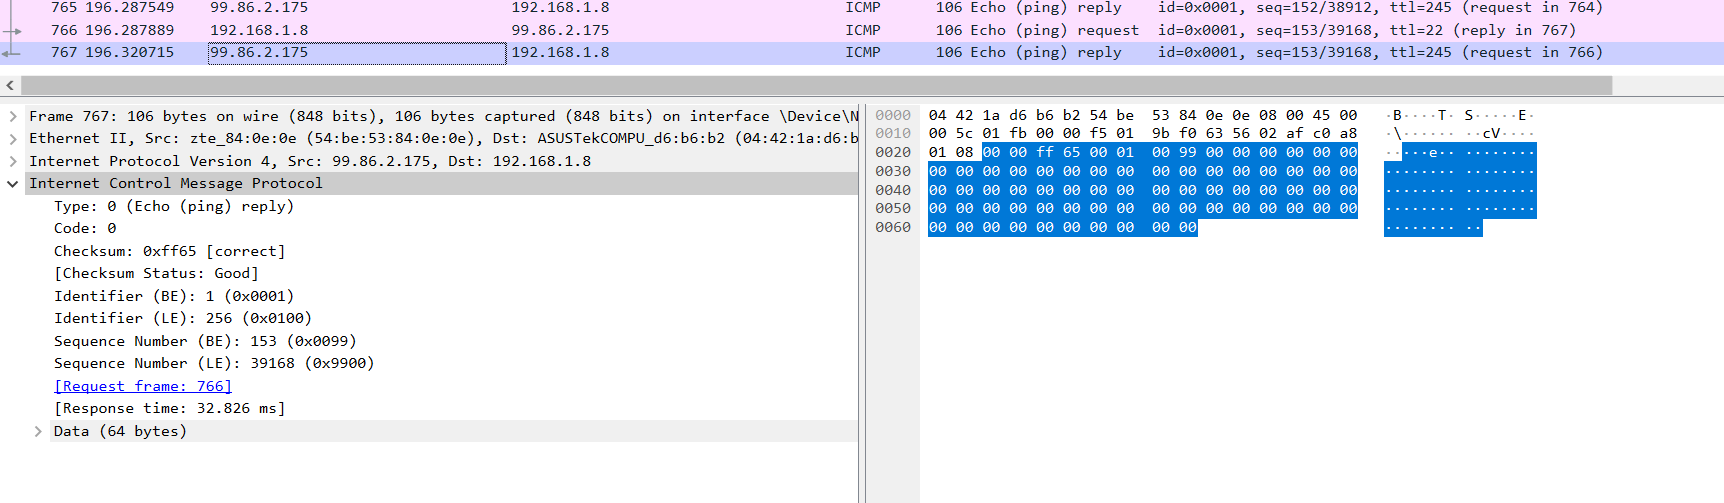 765 196.287549 99.86.2.175 192.168.1.8 ICMP 106 Echo (ping) reply id=0x0001, seq=152/38912, ttl=245 (request in 764)
766 196.287889 192.168.1.8 99.86.2.175 ICMP 106 Echo (ping) request id=0x0001, seq=153/39168, ttl=22 (reply in 767)
767 196.320715 99.86.2.175 192.168.1.8 ICMP 106 Echo (ping) reply id=0x0001, seq=153/39168, ttl=245 (request in 766)
Frame 767: 106 bytes on wire (848 bits), 106 bytes captured (848 bits) on interface \Device\N
Ethernet II, Src: zte_84:0e:0e (54:be:53:84:0e:0e), Dst: ASUSTekCOMPU_d6:b6:b2 (04:42:1a:d6:b
Internet Protocol Version 4, Src: 99.86.2.175, Dst: 192.168.1.8
Internet Control Message Protocol
Type: 0 (Echo (ping) reply)
Code: 0
Checksum: 0xff65 [correct]
[Checksum Status: Good]
Identifier (BE): 1 (0x0001)
Identifier (LE): 256 (0x0100)
Sequence Number (BE): 153 (0x0099)
Sequence Number (LE): 39168 (0x9900)
[Request frame: 766]
[Response time: 32.826 ms]
Data (64 bytes)
0000 04 42 1a d6 b6 b2 54 be 53 84 0e 0e 08 00 45 00 ·B····T· S·····E·
0010 00 5c 01 fb 00 00 f5 01 9b f0 63 56 02 af c0 a8 ·\······ ··cV····
0020 01 08 00 00 ff 65 00 01 00 99 00 00 00 00 00 00 ·····e·· ········
0030 00 00 00 00 00 00 00 00 00 00 00 00 00 00 00 00 ········ ········
0040 00 00 00 00 00 00 00 00 00 00 00 00 00 00 00 00 ········ ········
0050 00 00 00 00 00 00 00 00 00 00 00 00 00 00 00 00 ········ ········
0060 00 00 00 00 00 00 00 00 00 00 ········ ··